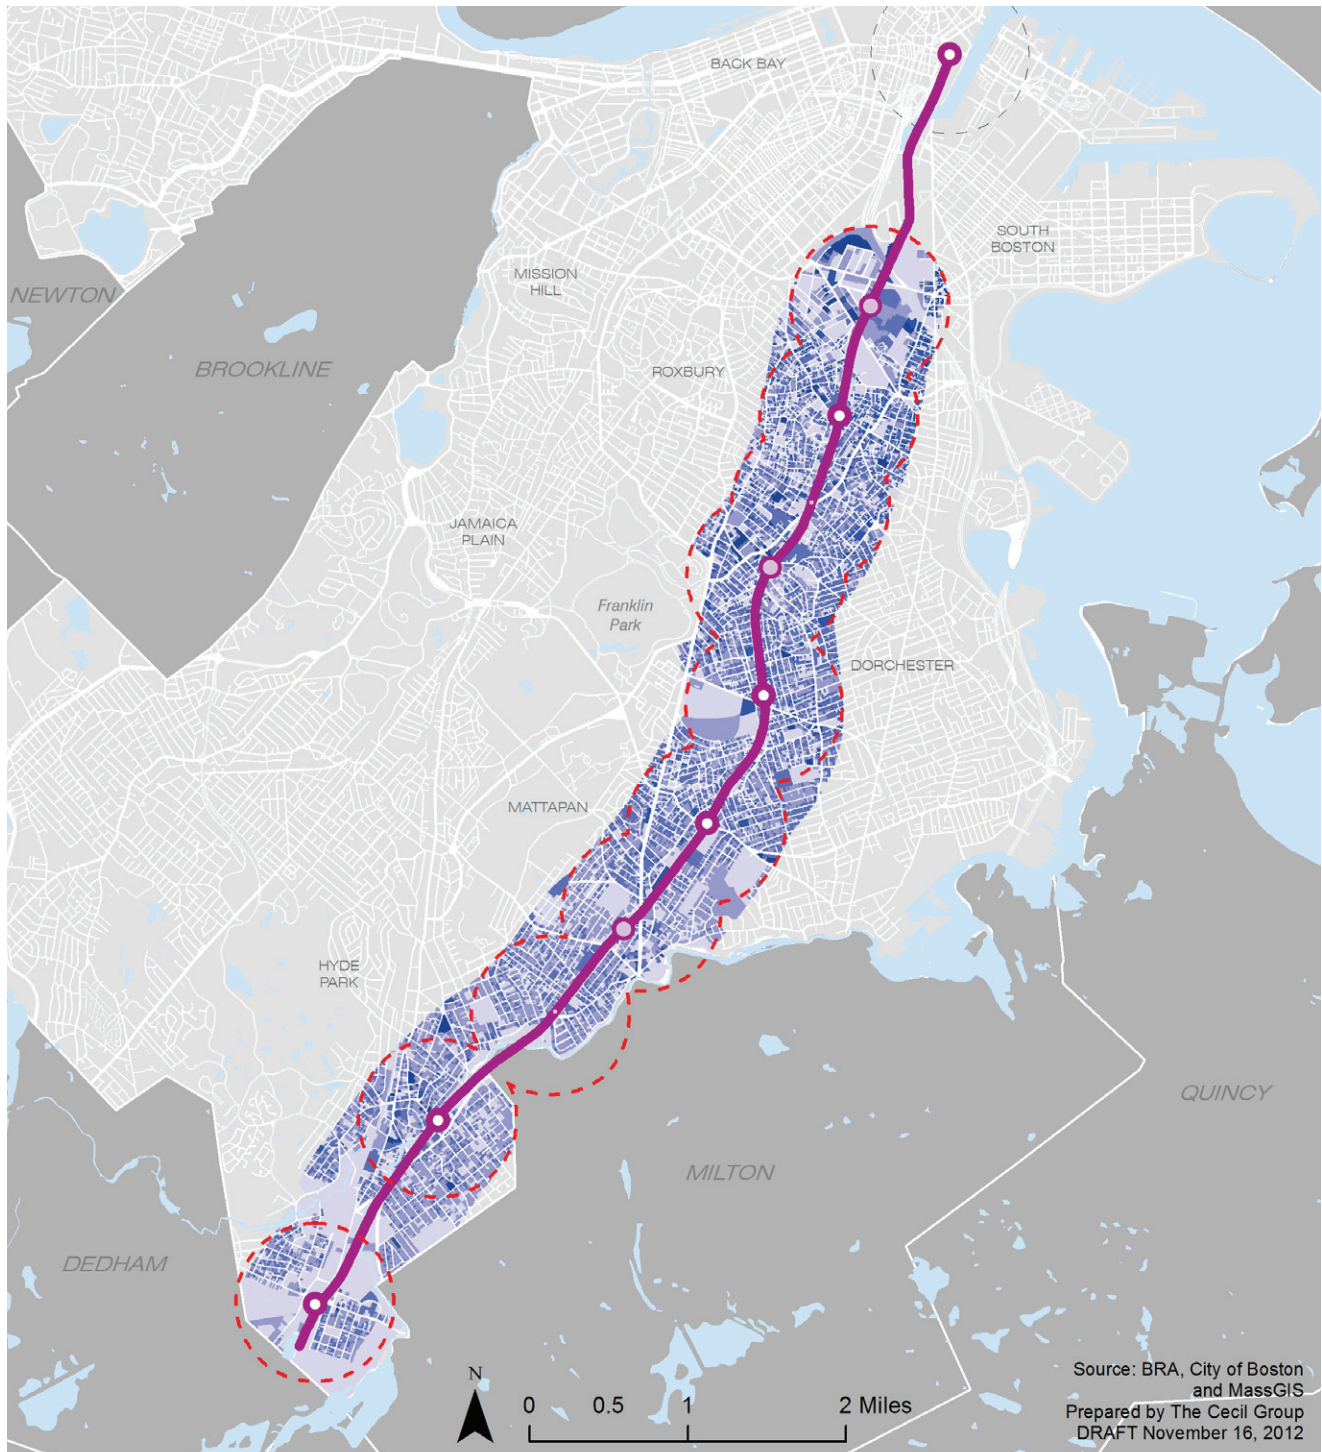 BACK BAY
SOUTH
BOSTON
MISSION
HILL
NEWTON
BROOKLINE
ROXBURY
JAMAICA
PLAIN
Franklin
Park
DORCHESTER
MATTAPAN
HYDE
PARK
QUINCY
MILTON
DEDHAM
N
0 0.5 1 2 Miles
Source: BRA, City of Boston
and MassGIS
Prepared by The Cecil Group
DRAFT November 16, 2012